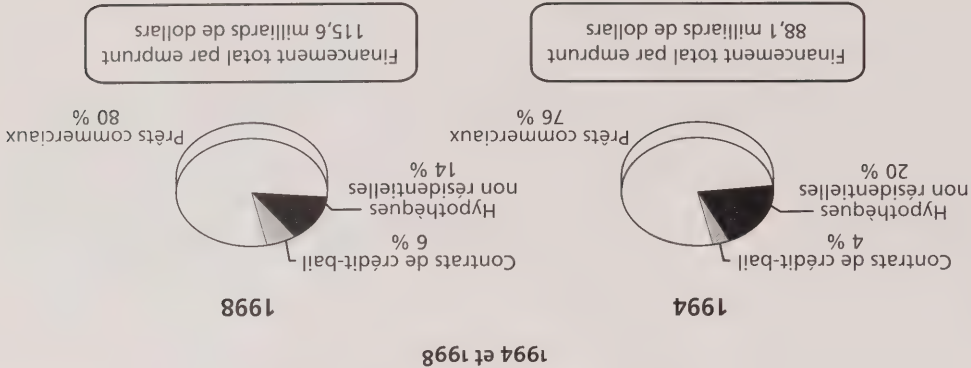 1994 et 1998
1994
Contrats de crédit-bail
4 %
Hypothèques
non résidentielles
20 %
Prêts commerciaux
76 %
Financement total par emprunt
88,1 milliards de dollars
1998
Contrats de crédit-bail
6 %
Hypothèques
non résidentielles
14 %
Prêts commerciaux
80 %
Financement total par emprunt
115,6 milliards de dollars